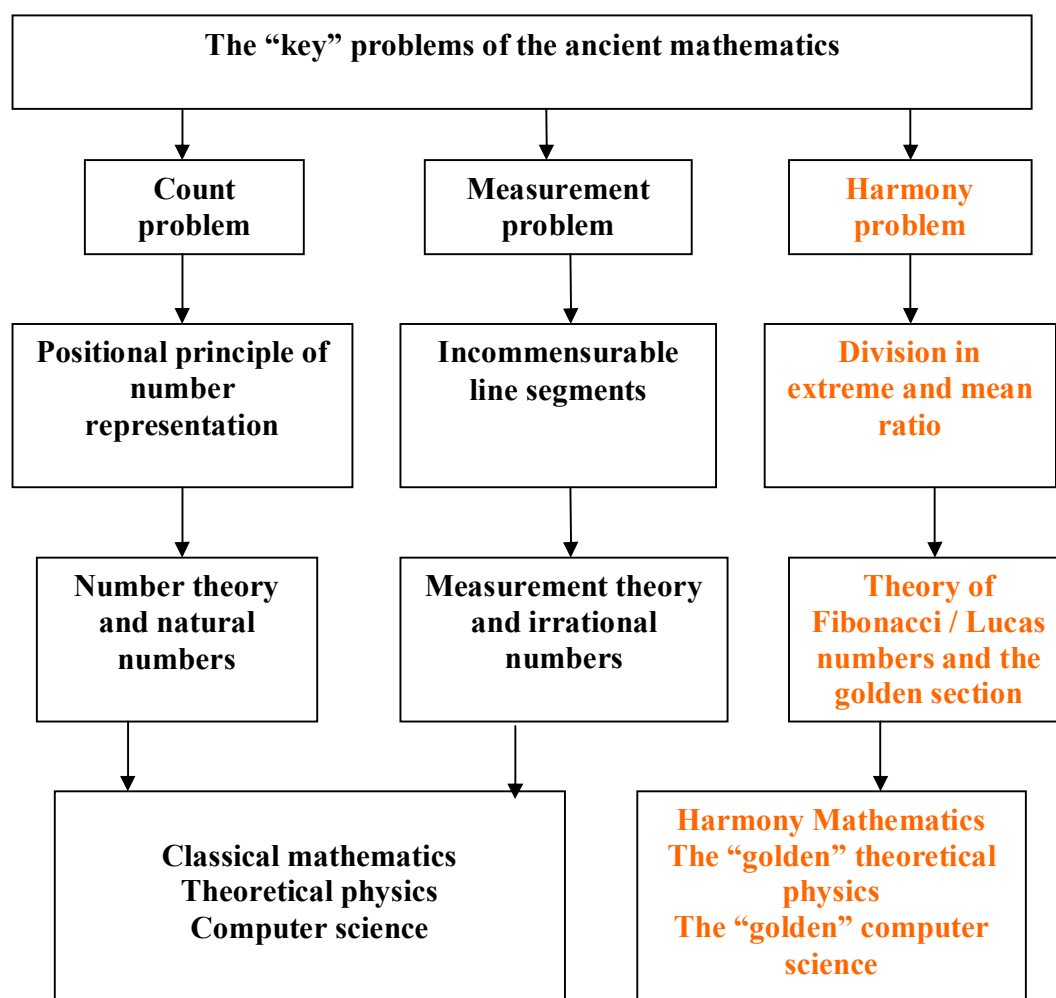 The “key” problems of the ancient mathematics
Count
problem
Measurement
problem
Harmony
problem
Positional principle of
number
representation
Incommensurable
line segments
Division in
extreme and mean
ratio
Number theory
and natural
numbers
Measurement theory
and irrational
numbers
Theory of
Fibonacci / Lucas
numbers and the
golden section
Classical mathematics
Theoretical physics
Computer science
Harmony Mathematics
The “golden” theoretical
physics
The “golden” computer
science